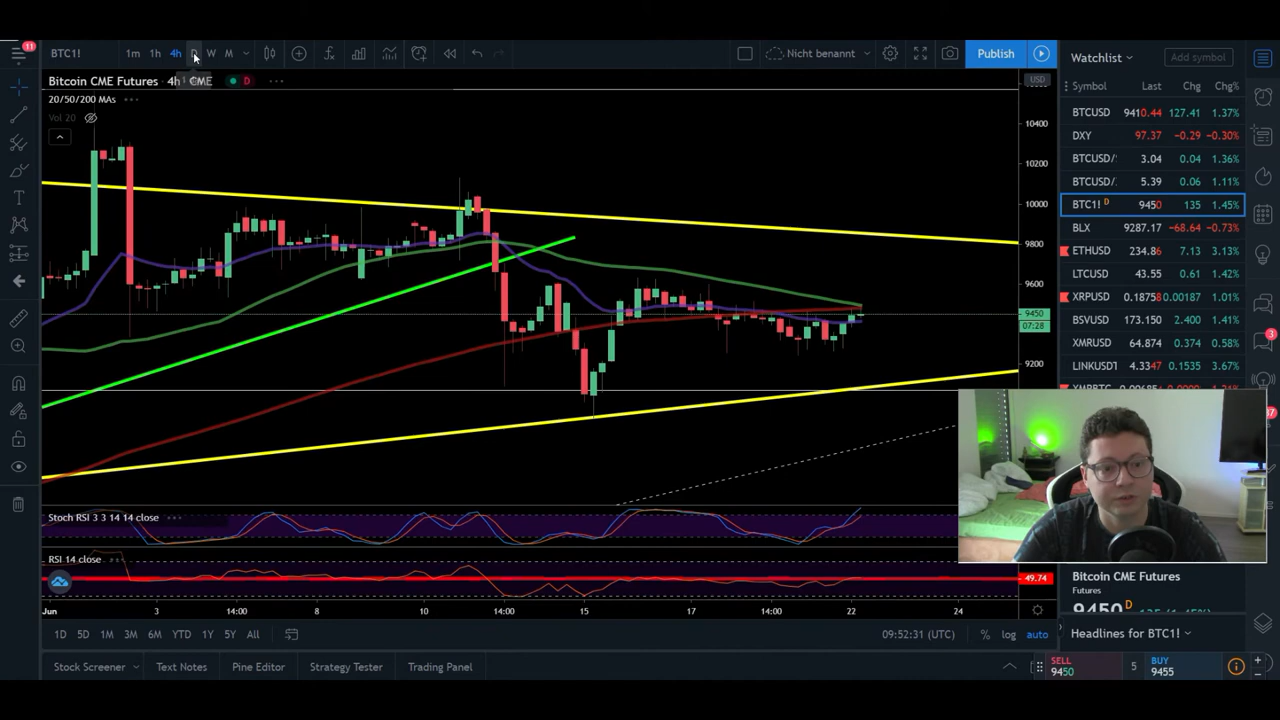 BTC1! 1m 1h 4h D W M Nicht benannt Publish
11
Bitcoin CME Futures 4h CME D
20/50/200 MAs
Vol 20
USD
10400
10200
10000
9800
9600
9450
07:28
9200
Stoch RSI 3 3 14 14 close
RSI 14 close
49.74
Jun 3 14:00 8 10 14:00 15 17 14:00 22 24
1D 5D 1M 3M 6M YTD 1Y 5Y All 09:52:31 (UTC) % log auto
Stock Screener Text Notes Pine Editor Strategy Tester Trading Panel
Watchlist Add symbol
Symbol Last Chg Chg%
BTCUSD 9410.44 127.41 1.37%
DXY 97.37 −0.29 −0.30%
BTCUSD/ 3.04 0.04 1.36%
BTCUSD/ 5.39 0.06 1.11%
BTC1! D 9450 135 1.45%
BLX 9287.17 −68.64 −0.73%
ETHUSD 234.86 7.13 3.13%
LTCUSD 43.55 0.61 1.42%
XRPUSD 0.18758 0.00187 1.01%
BSVUSD 173.150 2.400 1.41%
XMRUSD 64.874 0.374 0.58%
LINKUSDT 4.3347 0.1535 3.67%
Bitcoin CME Futures
Futures
9450 D 135 (1.45%)
Headlines for BTC1!
SELL
9450
5
BUY
9455